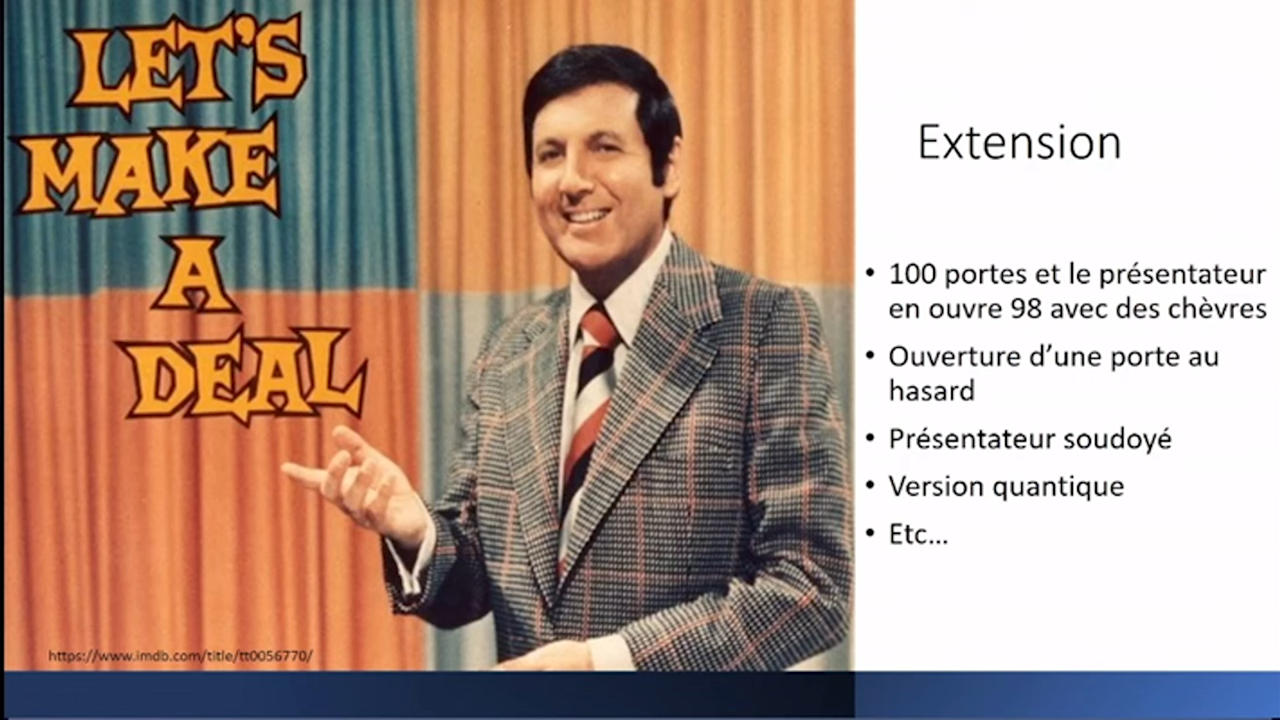 LET'S
MAKE
A
DEAL
https://www.imdb.com/title/tt0056770/
Extension
• 100 portes et le présentateur
en ouvre 98 avec des chèvres
• Ouverture d’une porte au
hasard
• Présentateur soudoyé
• Version quantique
• Etc…